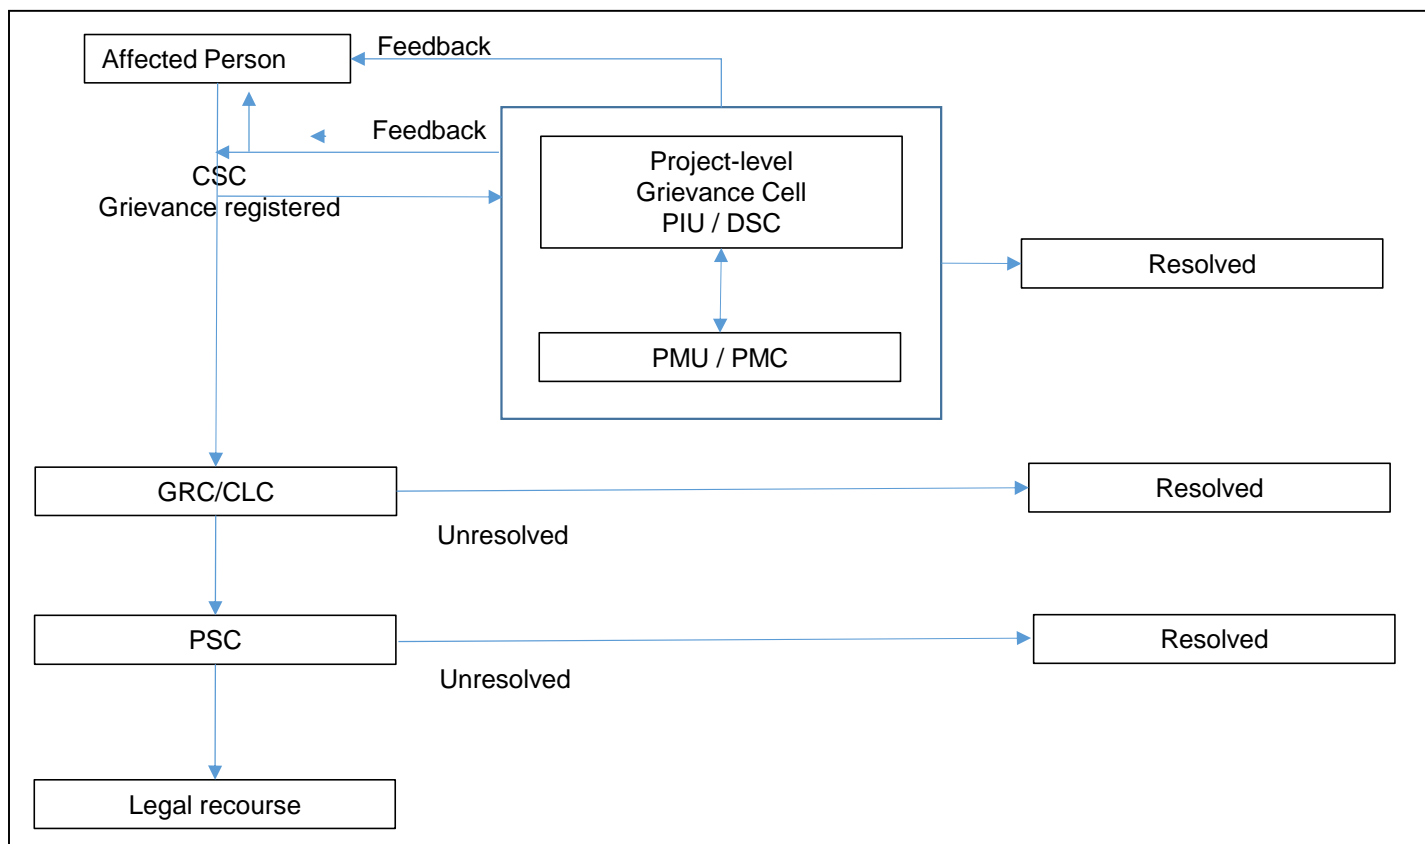 Affected Person
Feedback
Feedback
CSC
Grievance registered
Project-level
Grievance Cell
PIU / DSC
Resolved
PMU / PMC
GRC/CLC
Resolved
Unresolved
PSC
Resolved
Unresolved
Legal recourse